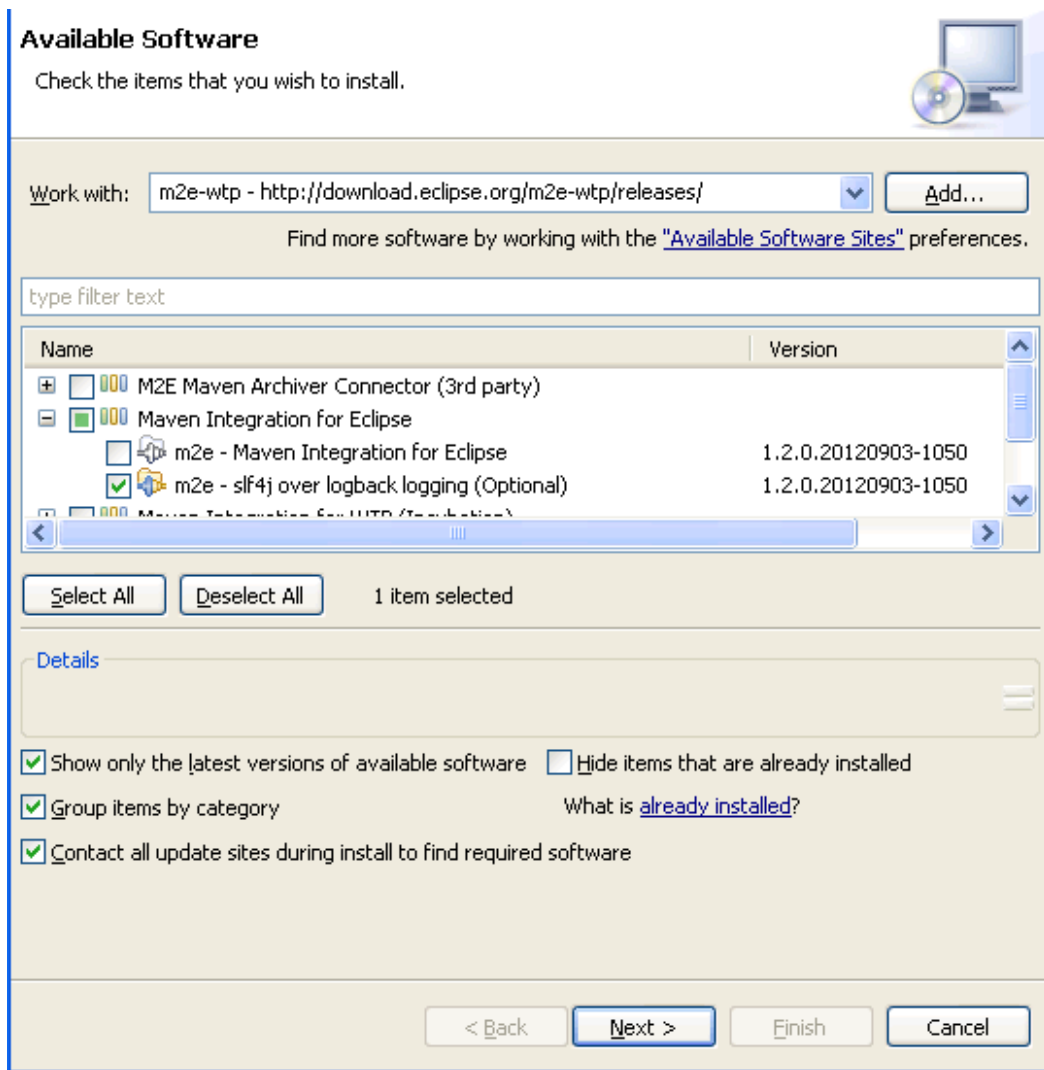 Available Software
Check the items that you wish to install.
Work with: m2e-wtp - http://download.eclipse.org/m2e-wtp/releases/ Add...
Find more software by working with the "Available Software Sites" preferences.
type filter text
Name Version
M2E Maven Archiver Connector (3rd party)
Maven Integration for Eclipse
m2e - Maven Integration for Eclipse 1.2.0.20120903-1050
m2e - slf4j over logback logging (Optional) 1.2.0.20120903-1050
Maven Integration for WTP (Incubation)
Select All Deselect All 1 item selected
Details
Show only the latest versions of available software Hide items that are already installed
Group items by category What is already installed?
Contact all update sites during install to find required software
< Back Next > Finish Cancel